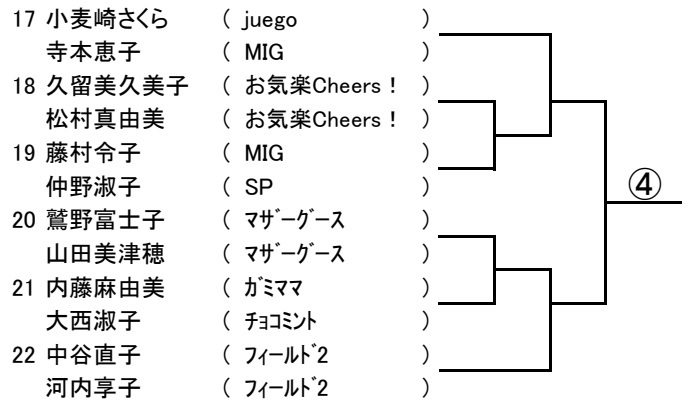 17 小麦崎さくら ( juego )
寺本恵子 ( MIG )
18 久留美久美子 ( お気楽Cheers！ )
松村真由美 ( お気楽Cheers！ )
19 藤村令子 ( MIG )
仲野淑子 ( SP )
④
20 鷲野富士子 ( ﾏｻﾞｰｸﾞｰｽ )
山田美津穂 ( ﾏｻﾞｰｸﾞｰｽ )
21 内藤麻由美 ( ｶﾞﾐママ )
大西淑子 ( ﾁｮｺﾐﾝﾄ )
22 中谷直子 ( ﾌｨｰﾙﾄﾞ2 )
河内享子 ( ﾌｨｰﾙﾄﾞ2 )